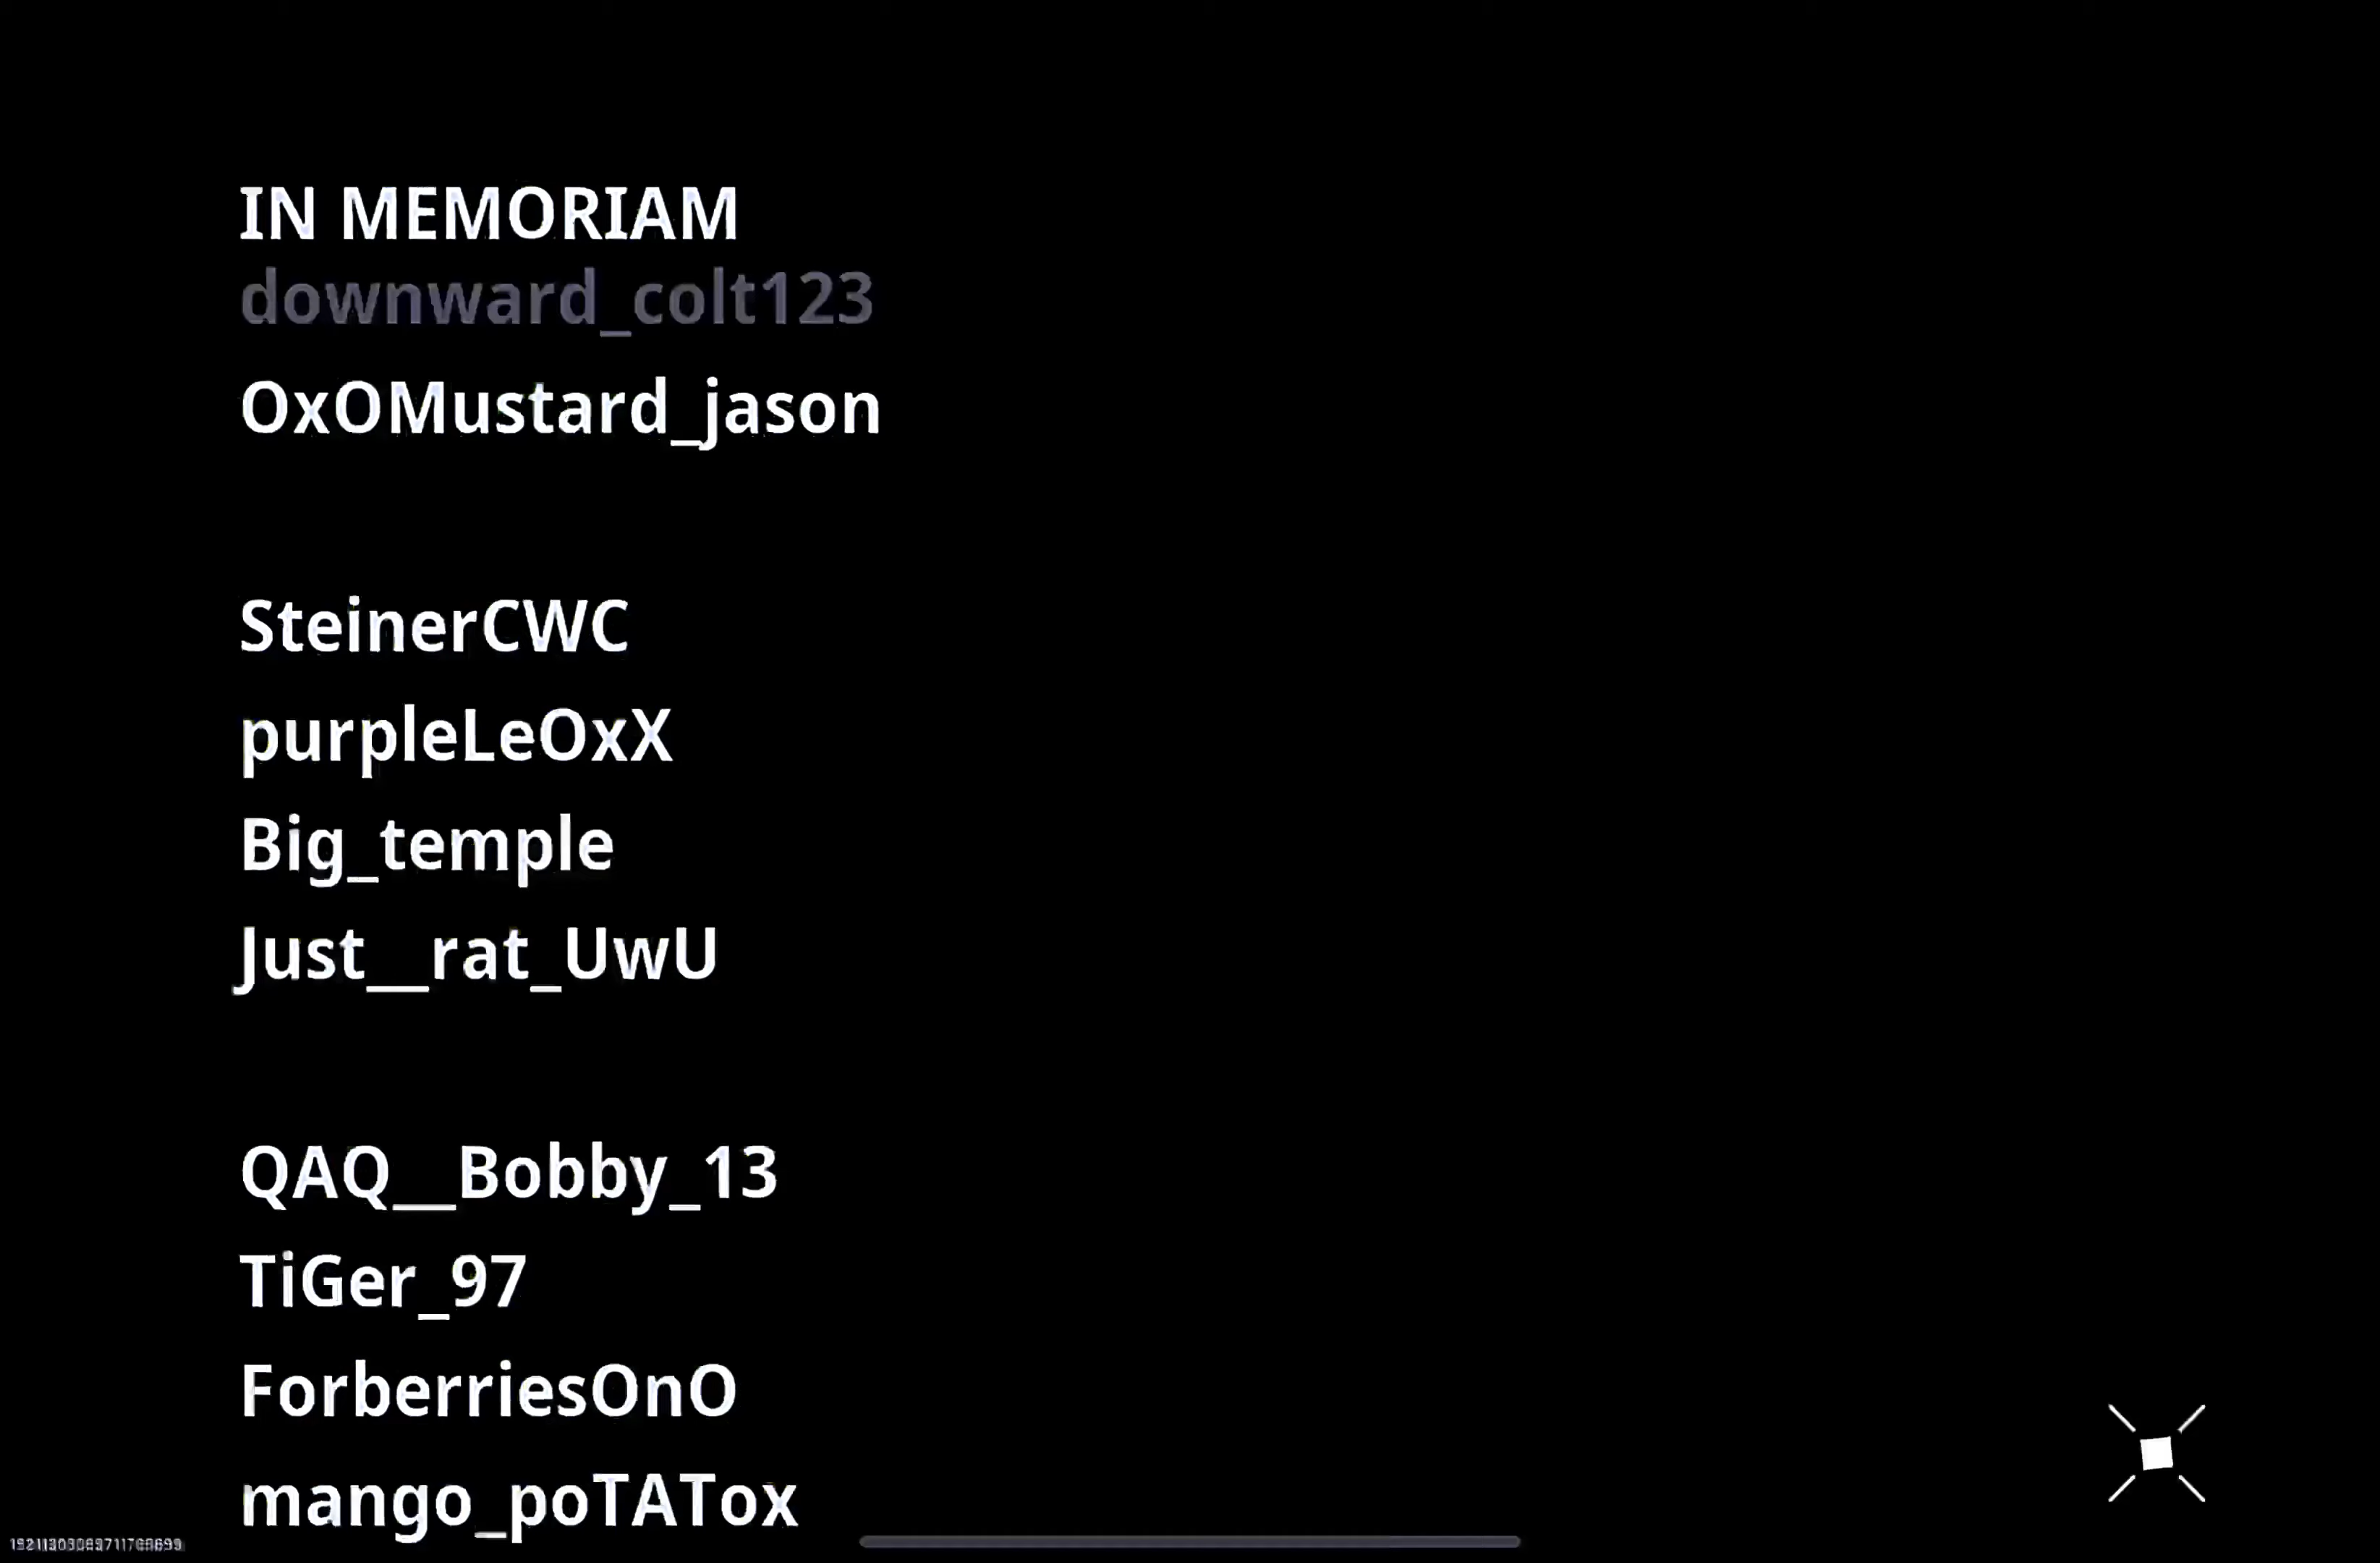 IN MEMORIAM
downward_colt123
OxOMustard_jason
SteinerCWC
purpleLeOxX
Big_temple
Just__rat_UwU
QAQ__Bobby_13
TiGer_97
ForberriesOnO
mango_poTATox